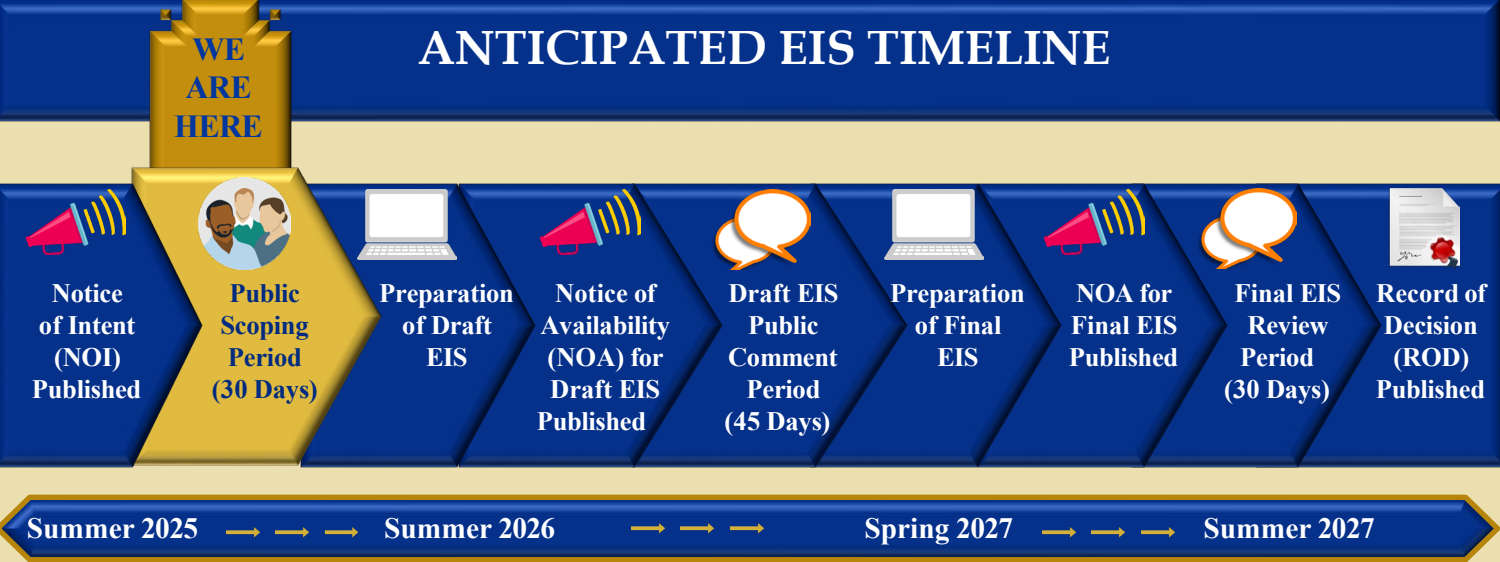 WE
ARE
HERE
ANTICIPATED EIS TIMELINE
Notice
of Intent
(NOI)
Published
Public
Scoping
Period
(30 Days)
Preparation
of Draft
EIS
Notice of
Availability
(NOA) for
Draft EIS
Published
Draft EIS
Public
Comment
Period
(45 Days)
Preparation
of Final
EIS
NOA for
Final EIS
Published
Final EIS
Review
Period
(30 Days)
Record of
Decision
(ROD)
Published
Summer 2025
Summer 2026
Spring 2027
Summer 2027